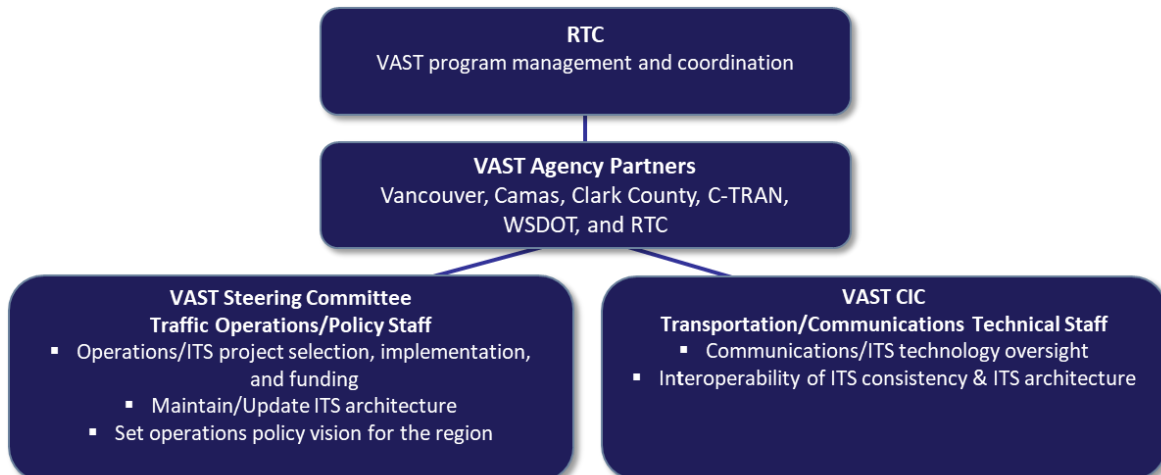 RTC
VAST program management and coordination
VAST Agency Partners
Vancouver, Camas, Clark County, C-TRAN,
WSDOT, and RTC
VAST Steering Committee
Traffic Operations/Policy Staff
▪ Operations/ITS project selection, implementation,
and funding
▪ Maintain/Update ITS architecture
▪ Set operations policy vision for the region
VAST CIC
Transportation/Communications Technical Staff
▪ Communications/ITS technology oversight
▪ Interoperability of ITS consistency & ITS architecture